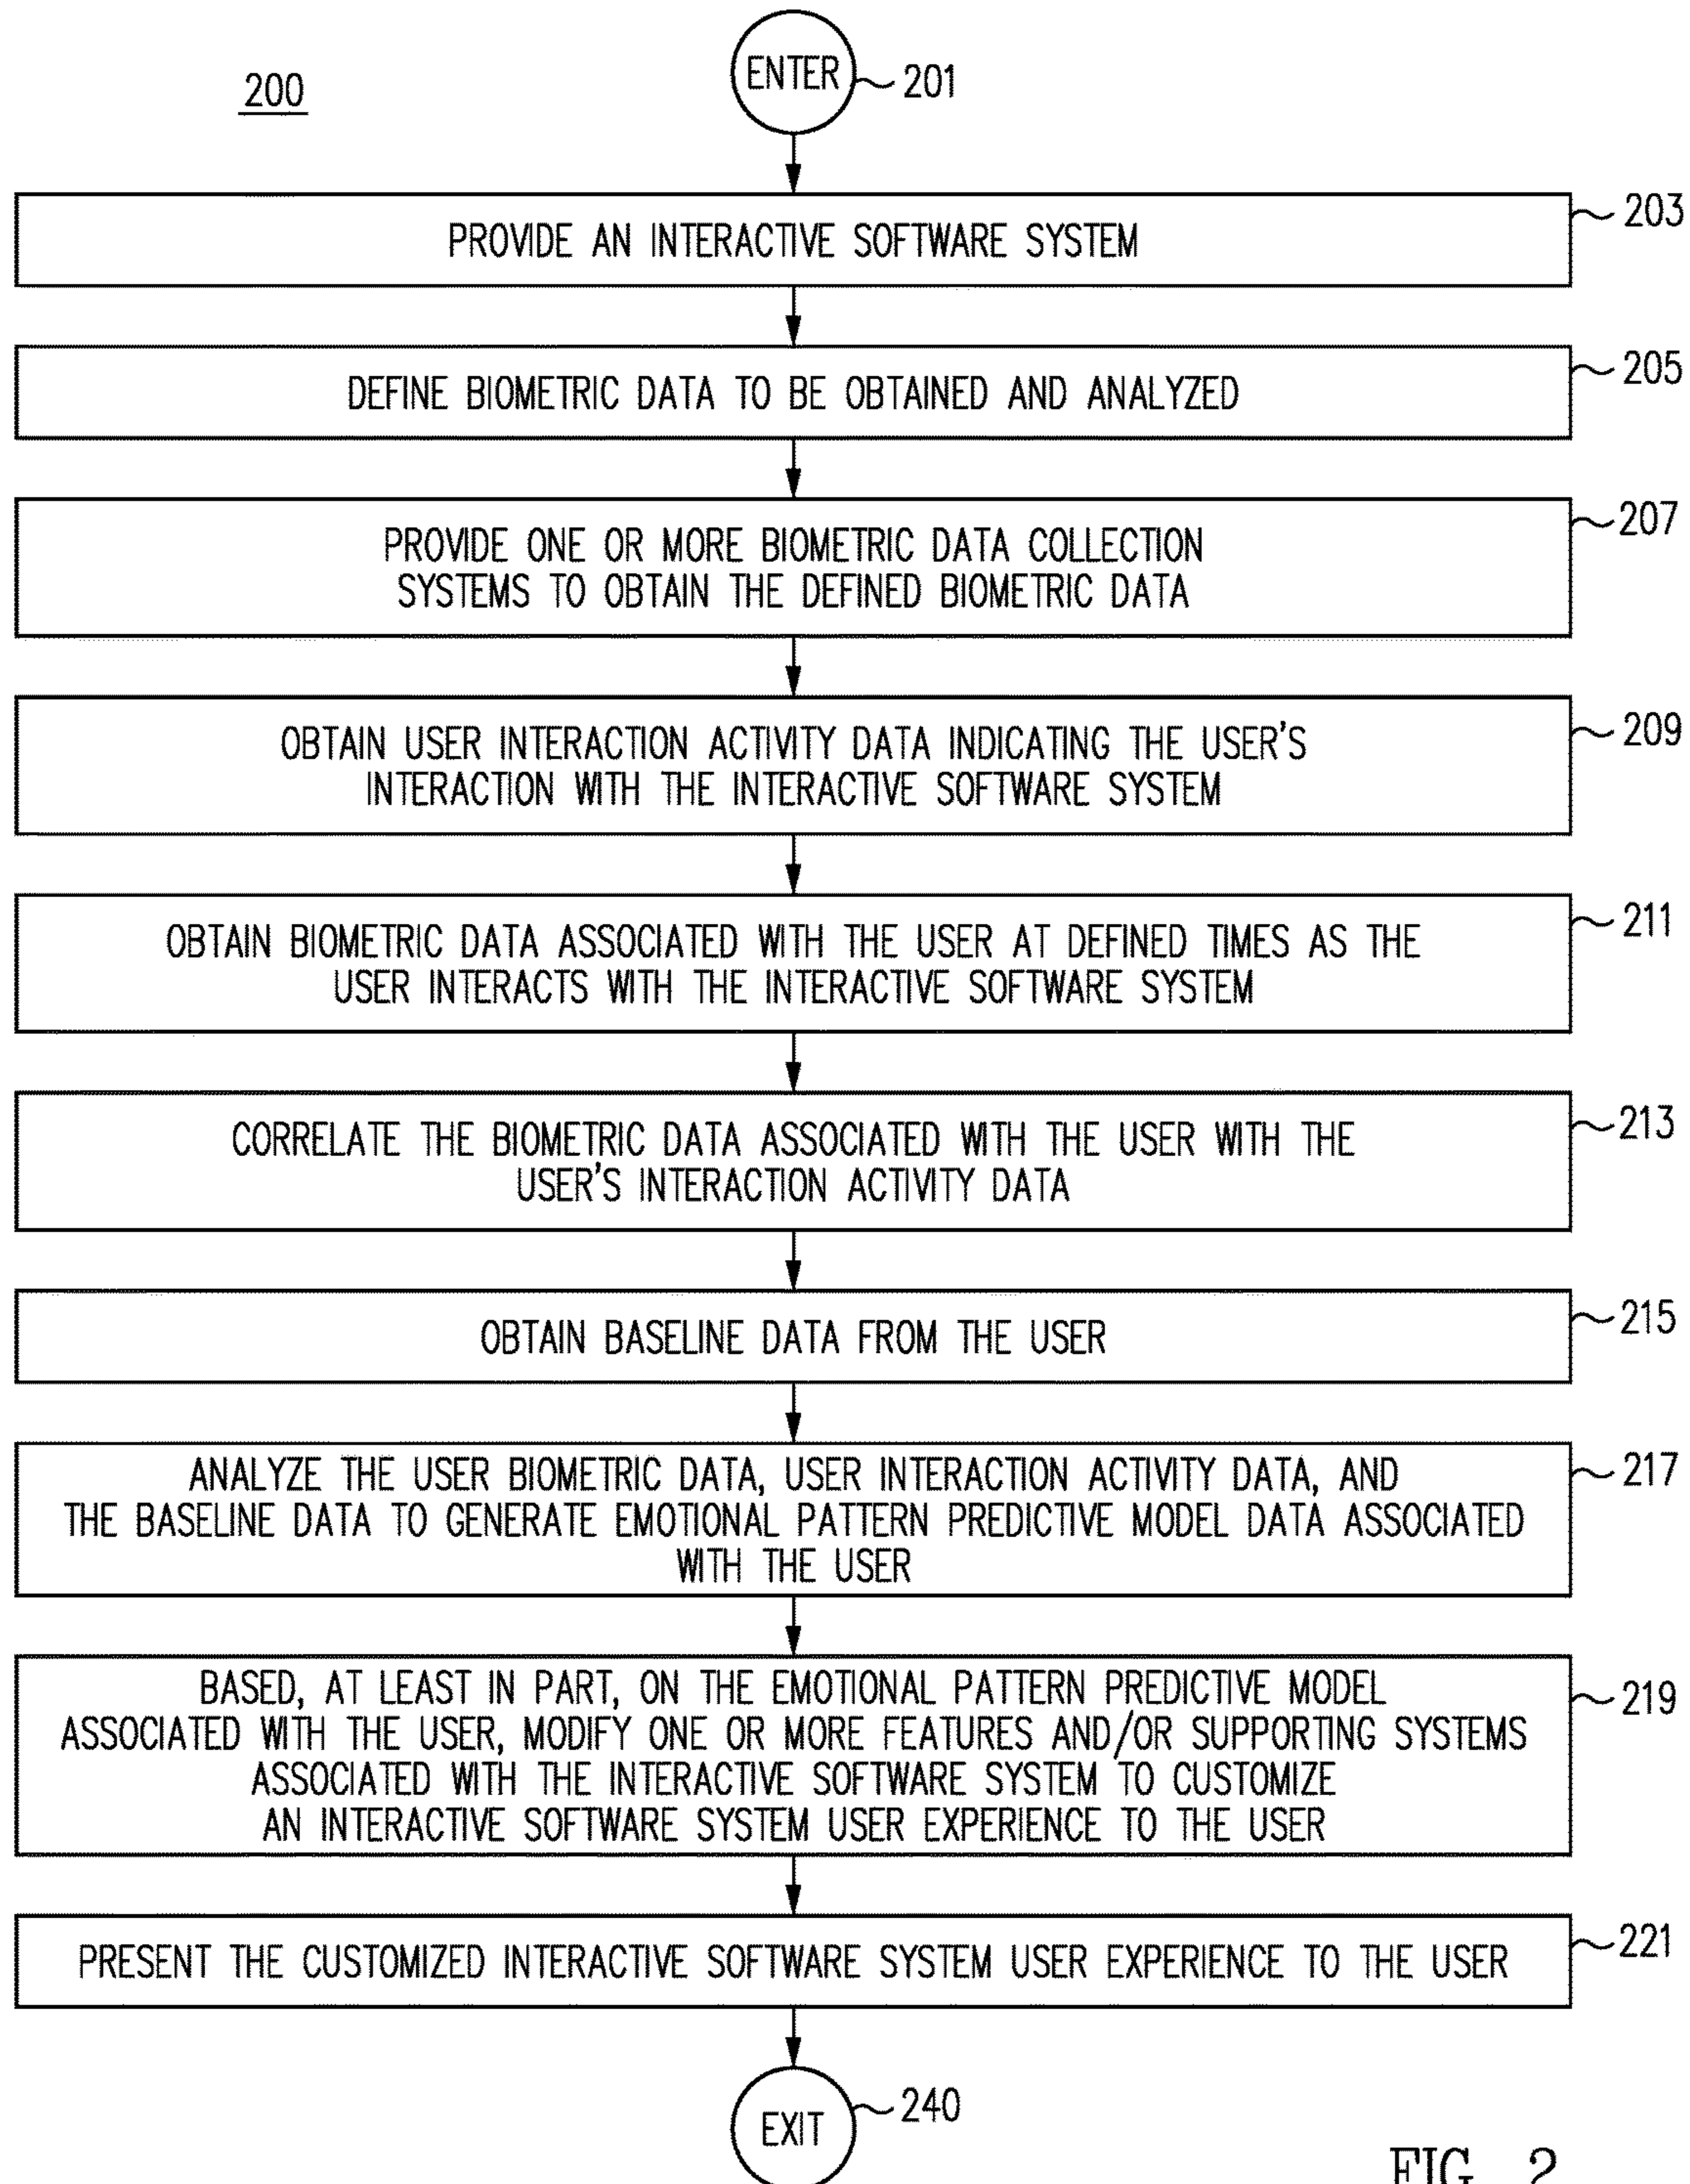 200
ENTER
201
PROVIDE AN INTERACTIVE SOFTWARE SYSTEM
203
DEFINE BIOMETRIC DATA TO BE OBTAINED AND ANALYZED
205
PROVIDE ONE OR MORE BIOMETRIC DATA COLLECTION
SYSTEMS TO OBTAIN THE DEFINED BIOMETRIC DATA
207
OBTAIN USER INTERACTION ACTIVITY DATA INDICATING THE USER'S
INTERACTION WITH THE INTERACTIVE SOFTWARE SYSTEM
209
OBTAIN BIOMETRIC DATA ASSOCIATED WITH THE USER AT DEFINED TIMES AS THE
USER INTERACTS WITH THE INTERACTIVE SOFTWARE SYSTEM
211
CORRELATE THE BIOMETRIC DATA ASSOCIATED WITH THE USER WITH THE
USER'S INTERACTION ACTIVITY DATA
213
OBTAIN BASELINE DATA FROM THE USER
215
ANALYZE THE USER BIOMETRIC DATA, USER INTERACTION ACTIVITY DATA, AND
THE BASELINE DATA TO GENERATE EMOTIONAL PATTERN PREDICTIVE MODEL DATA ASSOCIATED
WITH THE USER
217
BASED, AT LEAST IN PART, ON THE EMOTIONAL PATTERN PREDICTIVE MODEL
ASSOCIATED WITH THE USER, MODIFY ONE OR MORE FEATURES AND/OR SUPPORTING SYSTEMS
ASSOCIATED WITH THE INTERACTIVE SOFTWARE SYSTEM TO CUSTOMIZE
AN INTERACTIVE SOFTWARE SYSTEM USER EXPERIENCE TO THE USER
219
PRESENT THE CUSTOMIZED INTERACTIVE SOFTWARE SYSTEM USER EXPERIENCE TO THE USER
221
EXIT
240
FIG. 2